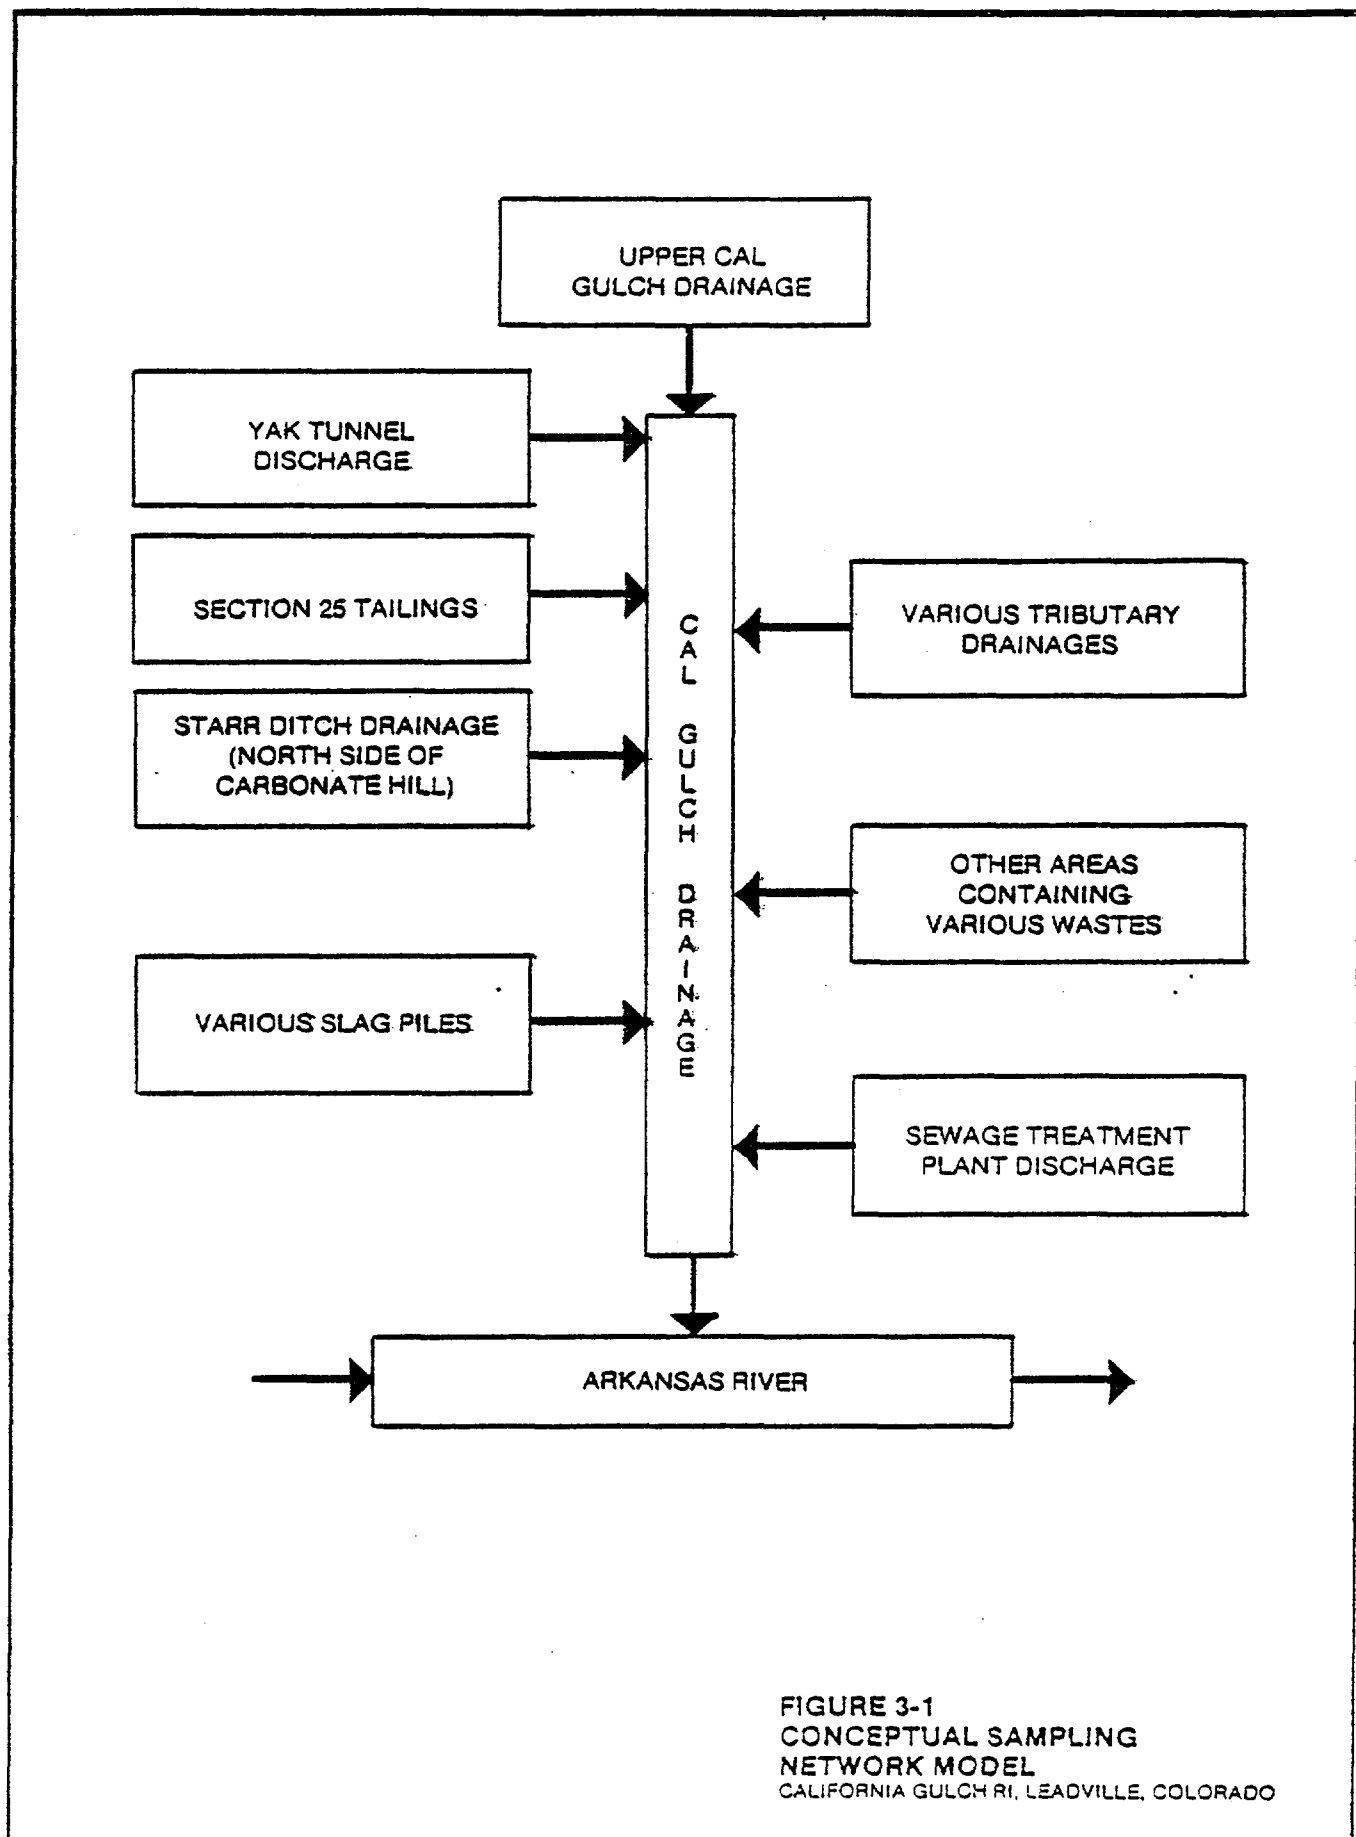 UPPER CAL
GULCH DRAINAGE
YAK TUNNEL
DISCHARGE
SECTION 25 TAILINGS
STARR DITCH DRAINAGE
(NORTH SIDE OF
CARBONATE HILL)
VARIOUS SLAG PILES
CAL GULCH DRAINAGE
VARIOUS TRIBUTARY
DRAINAGES
OTHER AREAS
CONTAINING
VARIOUS WASTES
SEWAGE TREATMENT
PLANT DISCHARGE
ARKANSAS RIVER
FIGURE 3-1
CONCEPTUAL SAMPLING
NETWORK MODEL
CALIFORNIA GULCH RI, LEADVILLE, COLORADO